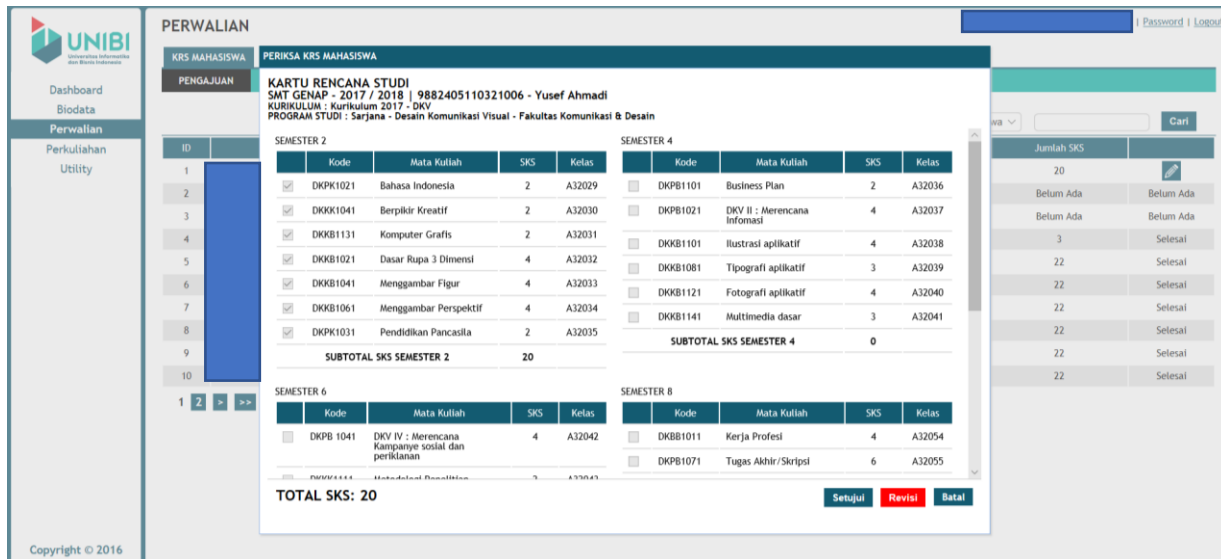 UNIBI
Universitas Informatika
dan Bisnis Indonesia
Dashboard
Biodata
Perwalian
Perkuliahan
Utility
Copyright © 2016
PERWALIAN
| Password | Logout
KRS MAHASISWA
PENGAJUAN
Cari
ID
Jumlah SKS
1 20
2 Belum Ada Belum Ada
3 Belum Ada Belum Ada
4 3 Selesai
5 22 Selesai
6 22 Selesai
7 22 Selesai
8 22 Selesai
9 22 Selesai
10 22 Selesai
1 2 > >>
PERIKSA KRS MAHASISWA
KARTU RENCANA STUDI
SMT GENAP - 2017 / 2018 | 9882405110321006 - Yusef Ahmadi
KURIKULUM : Kurikulum 2017 - DKV
PROGRAM STUDI : Sarjana - Desain Komunikasi Visual - Fakultas Komunikasi & Desain
SEMESTER 2
Kode Mata Kuliah SKS Kelas
DKPK1021 Bahasa Indonesia 2 A32029
DKKK1041 Berpikir Kreatif 2 A32030
DKKB1131 Komputer Grafis 2 A32031
DKKB1021 Dasar Rupa 3 Dimensi 4 A32032
DKKB1041 Menggambar Figur 4 A32033
DKKB1061 Menggambar Perspektif 4 A32034
DKPK1031 Pendidikan Pancasila 2 A32035
SUBTOTAL SKS SEMESTER 2 20
SEMESTER 4
Kode Mata Kuliah SKS Kelas
DKPB1101 Business Plan 2 A32036
DKPB1021 DKV II : Merencana 4 A32037
Infomasi
DKKB1101 Ilustrasi aplikatif 4 A32038
DKKB1081 Tipografi aplikatif 3 A32039
DKKB1121 Fotografi aplikatif 4 A32040
DKKB1141 Multimedia dasar 3 A32041
SUBTOTAL SKS SEMESTER 4 0
SEMESTER 6
Kode Mata Kuliah SKS Kelas
DKPB 1041 DKV IV : Merencana 4 A32042
Kampanye sosial dan
periklanan
SEMESTER 8
Kode Mata Kuliah SKS Kelas
DKBB1011 Kerja Profesi 4 A32054
DKPB1071 Tugas Akhir/Skripsi 6 A32055
TOTAL SKS: 20
Setujui Revisi Batal